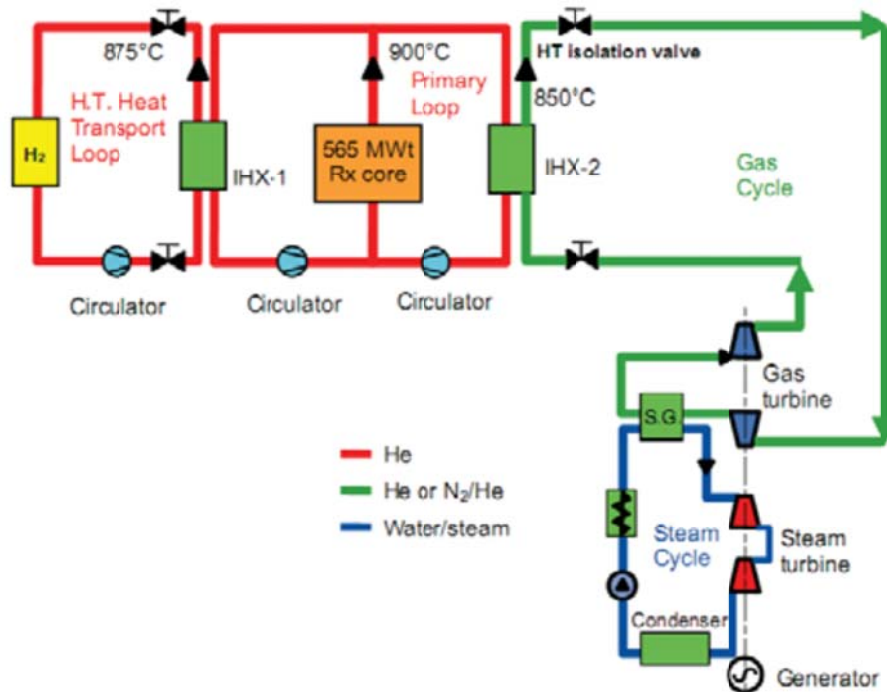 875°C
H.T. Heat
Transport
Loop
H₂
IHX-1
Circulator
900°C
Primary
Loop
565 MWt
Rx core
Circulator
Circulator
HT isolation valve
850°C
IHX-2
Gas
Cycle
Gas
turbine
S.G.
He
He or N₂/He
Water/steam
Steam
Cycle
Steam
turbine
Condenser
Generator